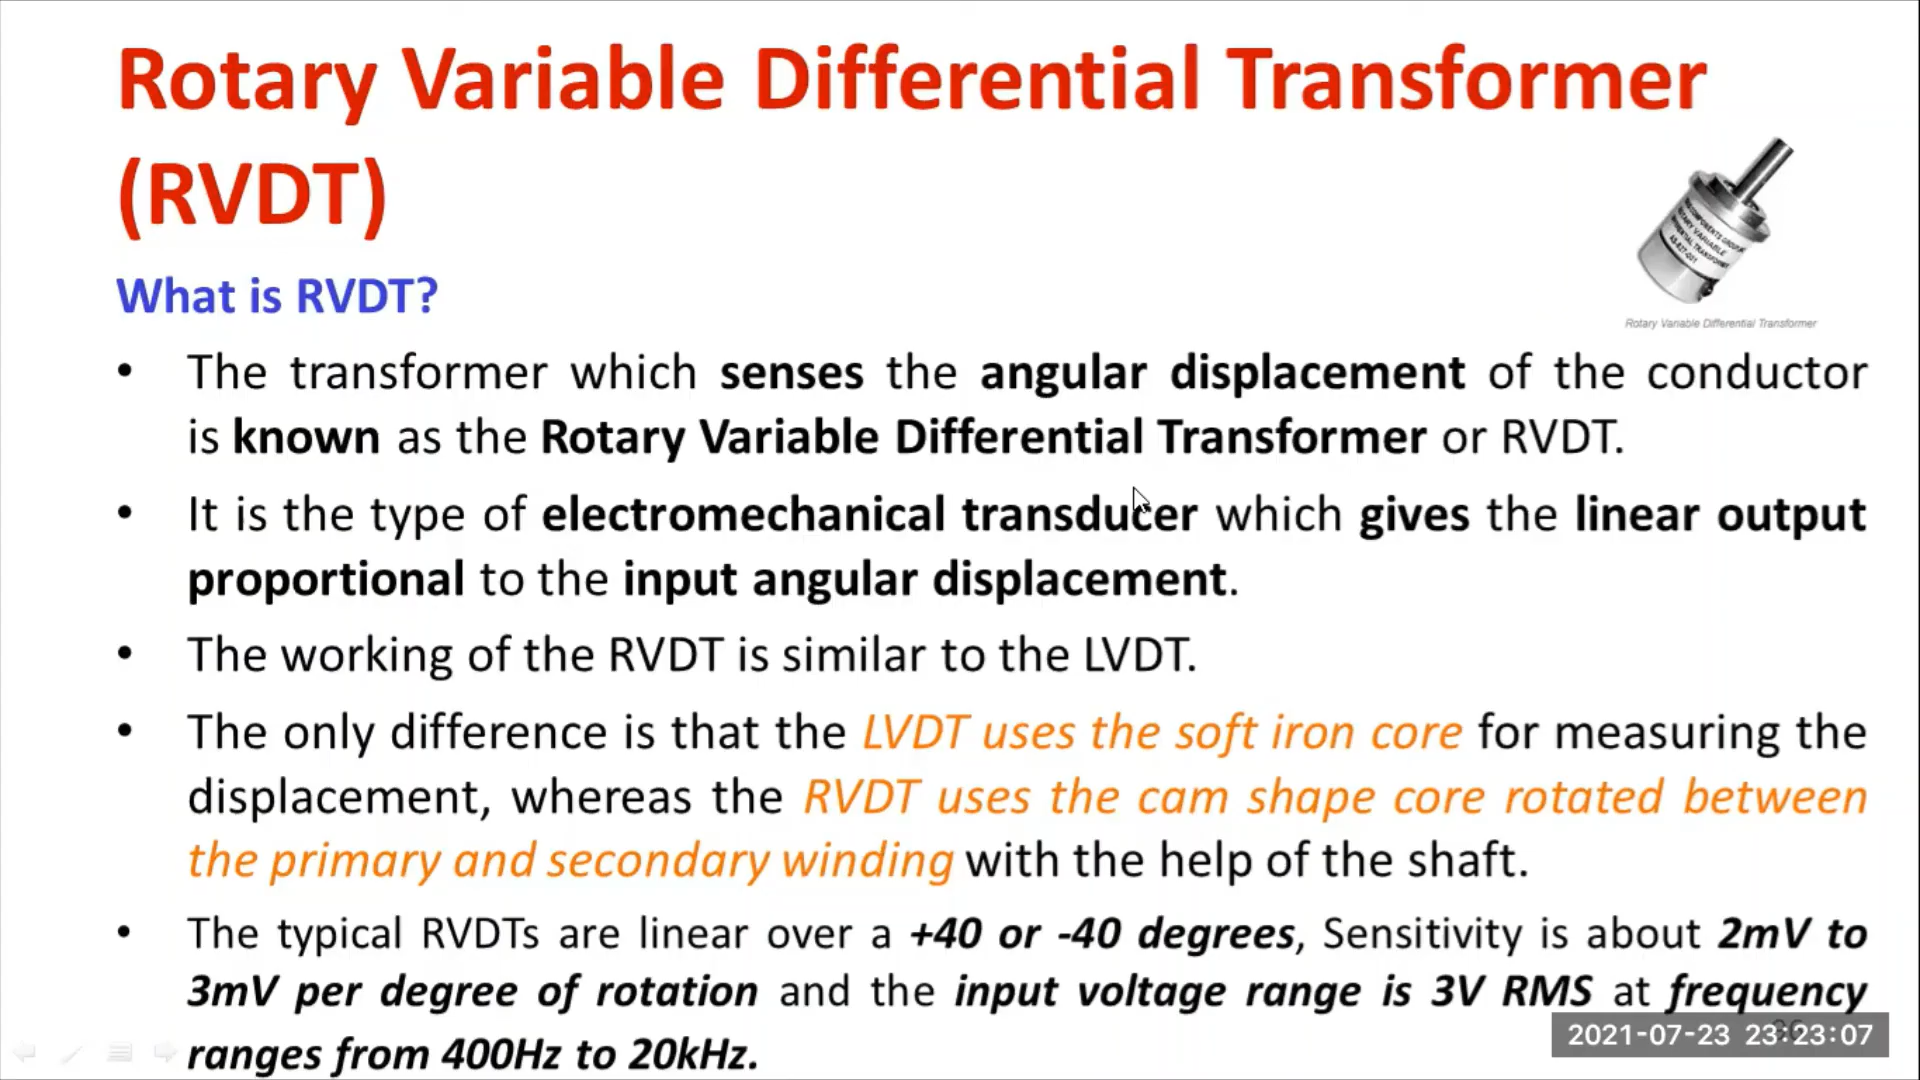 Rotary Variable Differential Transformer
(RVDT)
Rotary Variable Differential Transformer
What is RVDT?
• The transformer which senses the angular displacement of the conductor
is known as the Rotary Variable Differential Transformer or RVDT.
• It is the type of electromechanical transducer which gives the linear output
proportional to the input angular displacement.
• The working of the RVDT is similar to the LVDT.
• The only difference is that the LVDT uses the soft iron core for measuring the
displacement, whereas the RVDT uses the cam shape core rotated between
the primary and secondary winding with the help of the shaft.
• The typical RVDTs are linear over a +40 or -40 degrees, Sensitivity is about 2mV to
3mV per degree of rotation and the input voltage range is 3V RMS at frequency
ranges from 400Hz to 20kHz.
2021-07-23 23:23:07